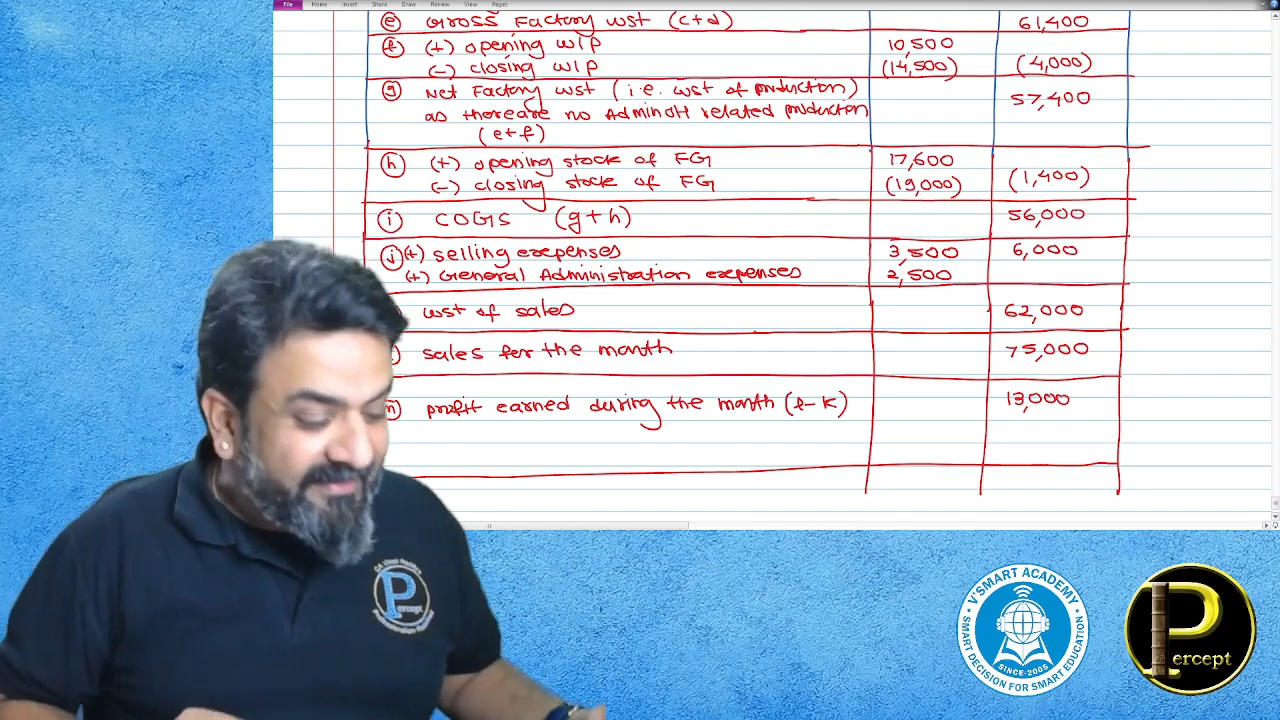 File Home Insert Share Draw Review View Pages
e Gross Factory cost (c+d) 61,400
f (+) opening WIP 10,500
(-) closing WIP (14,500) (4,000)
g Net Factory cost (i.e. cost of production) 57,400
as there are no Admin OH related production
(e+f)
h (+) opening stock of FG 17,600
(-) closing stock of FG (19,000) (1,400)
i COGS (g+h) 56,000
j (+) selling exepenses 3,500 6,000
(+) General Administration exepenses 2,500
cost of sales 62,000
sales for the month 75,000
profit earned during the month (l-k) 13,000
P
ercept
V'SMART ACADEMY
SINCE-2005
SMART DECISION FOR SMART EDUCATION
P
ercept